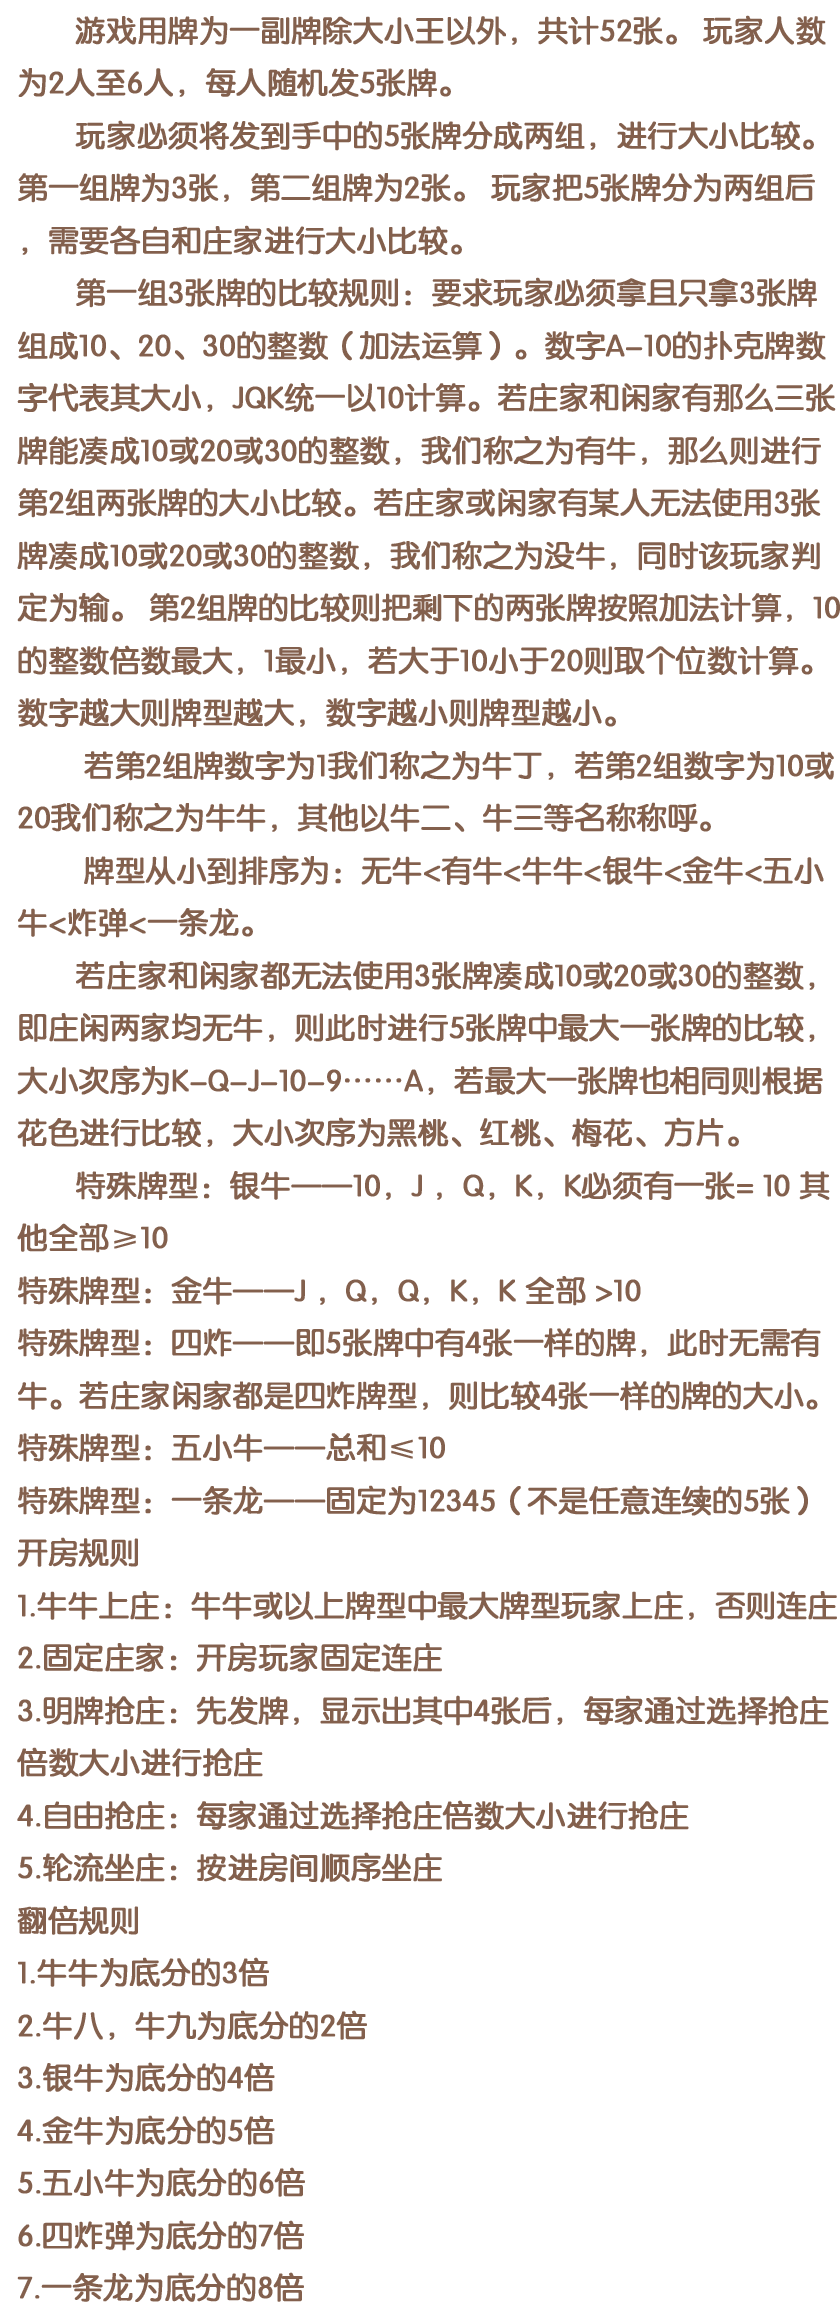 游戏用牌为一副牌除大小王以外，共计52张。 玩家人数
为2人至6人，每人随机发5张牌。
玩家必须将发到手中的5张牌分成两组，进行大小比较。
第一组牌为3张，第二组牌为2张。 玩家把5张牌分为两组后
，需要各自和庄家进行大小比较。
第一组3张牌的比较规则：要求玩家必须拿且只拿3张牌
组成10、20、30的整数（加法运算）。数字A-10的扑克牌数
字代表其大小，JQK统一以10计算。若庄家和闲家有那么三张
牌能凑成10或20或30的整数，我们称之为有牛，那么则进行
第2组两张牌的大小比较。若庄家或闲家有某人无法使用3张
牌凑成10或20或30的整数，我们称之为没牛，同时该玩家判
定为输。 第2组牌的比较则把剩下的两张牌按照加法计算，10
的整数倍数最大，1最小，若大于10小于20则取个位数计算。
数字越大则牌型越大，数字越小则牌型越小。
若第2组牌数字为1我们称之为牛丁，若第2组数字为10或
20我们称之为牛牛，其他以牛二、牛三等名称称呼。
牌型从小到排序为：无牛<有牛<牛牛<银牛<金牛<五小
牛<炸弹<一条龙。
若庄家和闲家都无法使用3张牌凑成10或20或30的整数，
即庄闲两家均无牛，则此时进行5张牌中最大一张牌的比较，
大小次序为K-Q-J-10-9……A，若最大一张牌也相同则根据
花色进行比较，大小次序为黑桃、红桃、梅花、方片。
特殊牌型：银牛——10，J ，Q，K，K必须有一张= 10 其
他全部≥10
特殊牌型：金牛——J ，Q，Q，K，K 全部 >10
特殊牌型：四炸——即5张牌中有4张一样的牌，此时无需有
牛。若庄家闲家都是四炸牌型，则比较4张一样的牌的大小。
特殊牌型：五小牛——总和≤10
特殊牌型：一条龙——固定为12345（不是任意连续的5张）
开房规则
1.牛牛上庄：牛牛或以上牌型中最大牌型玩家上庄，否则连庄
2.固定庄家：开房玩家固定连庄
3.明牌抢庄：先发牌，显示出其中4张后，每家通过选择抢庄
倍数大小进行抢庄
4.自由抢庄：每家通过选择抢庄倍数大小进行抢庄
5.轮流坐庄：按进房间顺序坐庄
翻倍规则
1.牛牛为底分的3倍
2.牛八，牛九为底分的2倍
3.银牛为底分的4倍
4.金牛为底分的5倍
5.五小牛为底分的6倍
6.四炸弹为底分的7倍
7.一条龙为底分的8倍